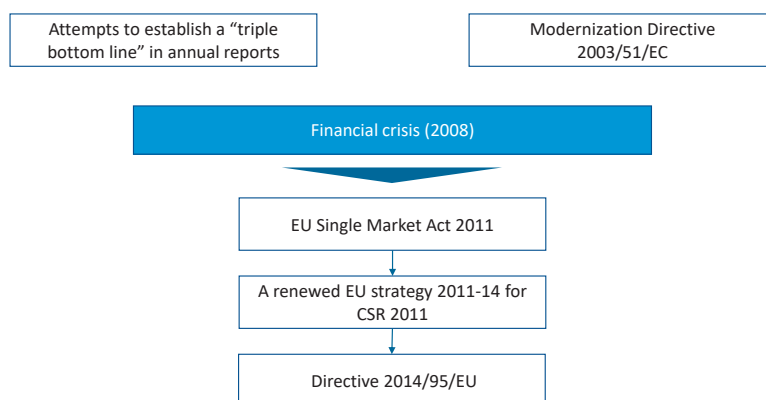 Attempts to establish a “triple
bottom line” in annual reports
Modernization Directive
2003/51/EC
Financial crisis (2008)
EU Single Market Act 2011
A renewed EU strategy 2011-14 for
CSR 2011
Directive 2014/95/EU